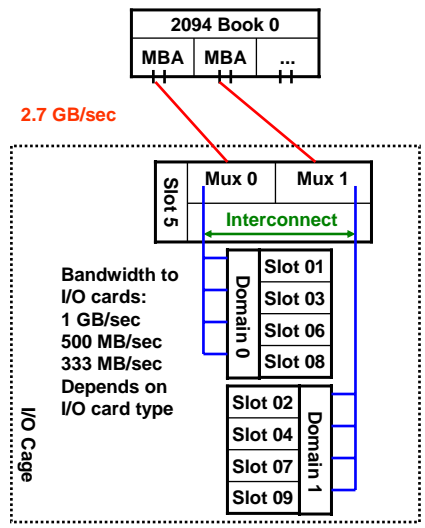 2094 Book 0
MBA MBA ...
2.7 GB/sec
Slot 5
Mux 0 Mux 1
Interconnect
Bandwidth to
I/O cards:
1 GB/sec
500 MB/sec
333 MB/sec
Depends on
I/O card type
Domain 0
Slot 01
Slot 03
Slot 06
Slot 08
Slot 02
Slot 04
Slot 07
Slot 09
Domain 1
I/O Cage